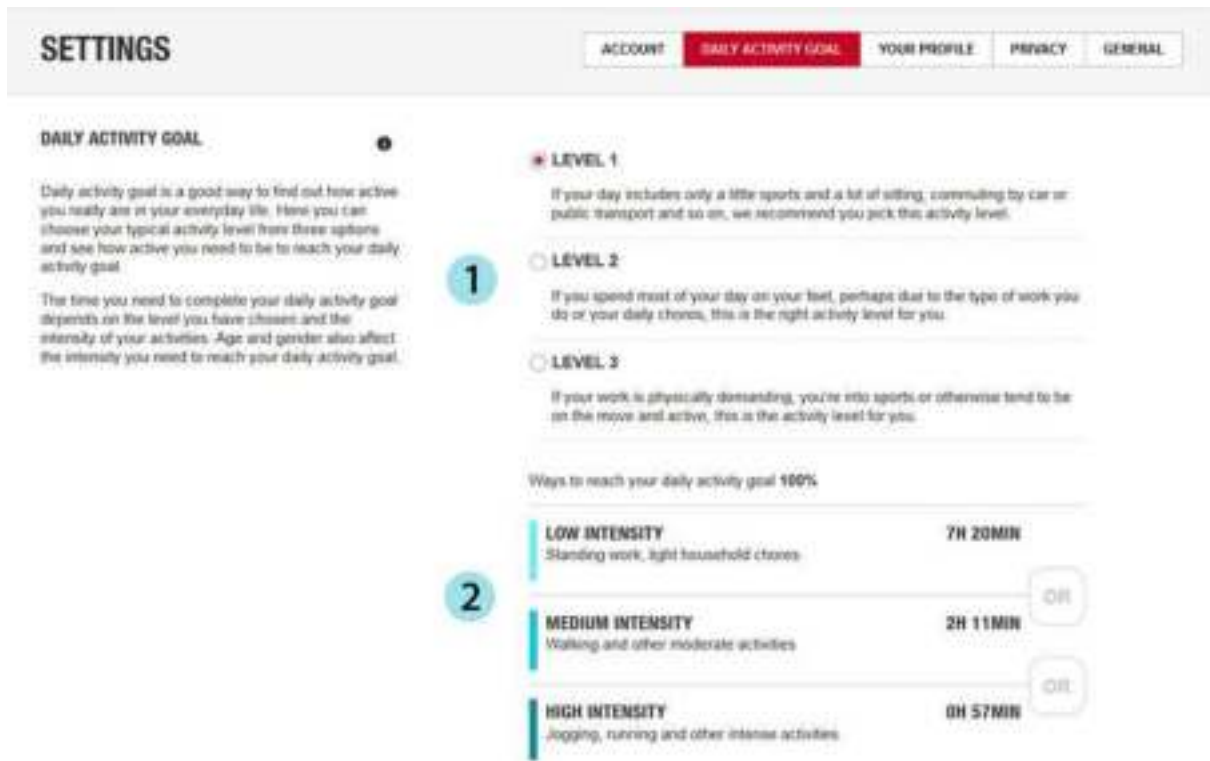 SETTINGS
ACCOUNT
DAILY ACTIVITY GOAL
YOUR PROFILE
PRIVACY
GENERAL
DAILY ACTIVITY GOAL
Daily activity goal is a good way to find out how active
you really are in your everyday life. Here you can
choose your typical activity level from three options
and see how active you need to be to reach your daily
activity goal.
The time you need to complete your daily activity goal
depends on the level you have chosen and the
intensity of your activities. Age and gender also affect
the intensity you need to reach your daily activity goal.
1
LEVEL 1
If your day includes only a little sports and a lot of sitting, commuting by car or
public transport and so on, we recommend you pick this activity level.
LEVEL 2
If you spend most of your day on your feet, perhaps due to the type of work you
do or your daily chores, this is the right activity level for you.
LEVEL 3
If your work is physically demanding, you're into sports or otherwise tend to be
on the move and active, this is the activity level for you.
Ways to reach your daily activity goal 100%
2
LOW INTENSITY 7H 20MIN
Standing work, light household chores
OR
MEDIUM INTENSITY 2H 11MIN
Walking and other moderate activities
OR
HIGH INTENSITY 0H 57MIN
Jogging, running and other intense activities